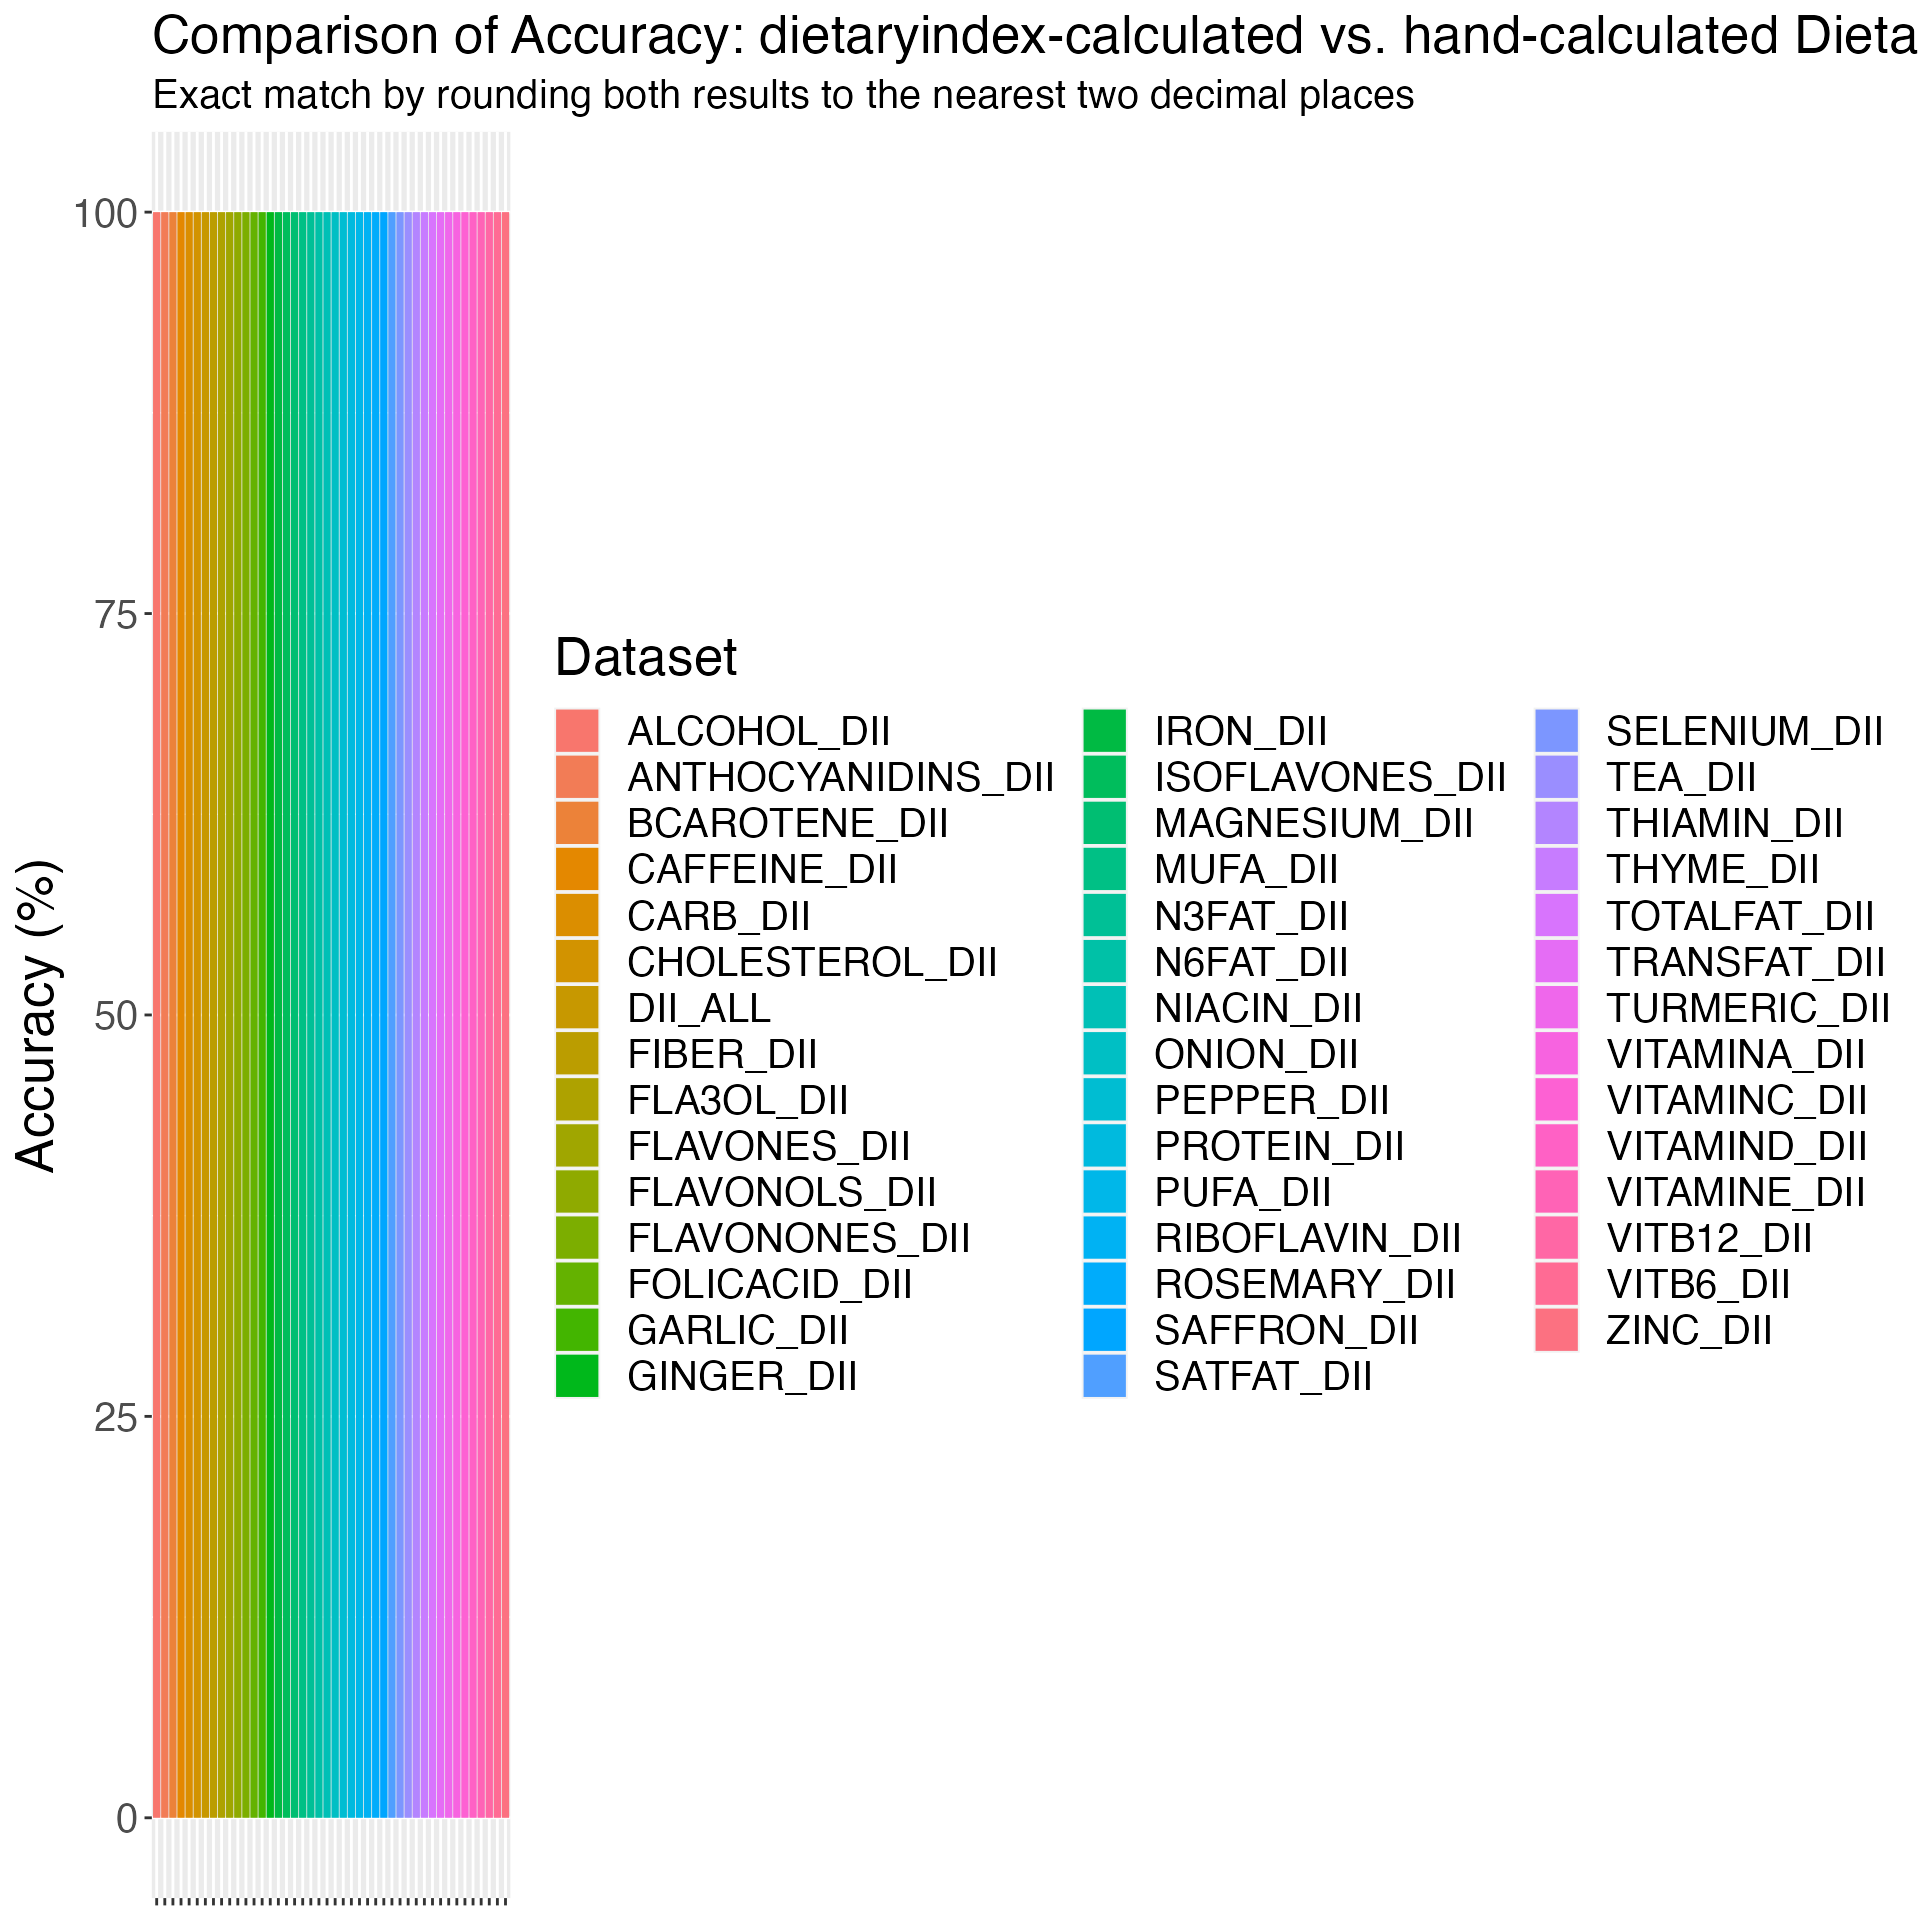 Comparison of Accuracy: dietaryindex-calculated vs. hand-calculated Dieta
Exact match by rounding both results to the nearest two decimal places
Accuracy (%)
100
75
50
25
0
Dataset
ALCOHOL_DII
ANTHOCYANIDINS_DII
BCAROTENE_DII
CAFFEINE_DII
CARB_DII
CHOLESTEROL_DII
DII_ALL
FIBER_DII
FLA3OL_DII
FLAVONES_DII
FLAVONOLS_DII
FLAVONONES_DII
FOLICACID_DII
GARLIC_DII
GINGER_DII
IRON_DII
ISOFLAVONES_DII
MAGNESIUM_DII
MUFA_DII
N3FAT_DII
N6FAT_DII
NIACIN_DII
ONION_DII
PEPPER_DII
PROTEIN_DII
PUFA_DII
RIBOFLAVIN_DII
ROSEMARY_DII
SAFFRON_DII
SATFAT_DII
SELENIUM_DII
TEA_DII
THIAMIN_DII
THYME_DII
TOTALFAT_DII
TRANSFAT_DII
TURMERIC_DII
VITAMINA_DII
VITAMINC_DII
VITAMIND_DII
VITAMINE_DII
VITB12_DII
VITB6_DII
ZINC_DII